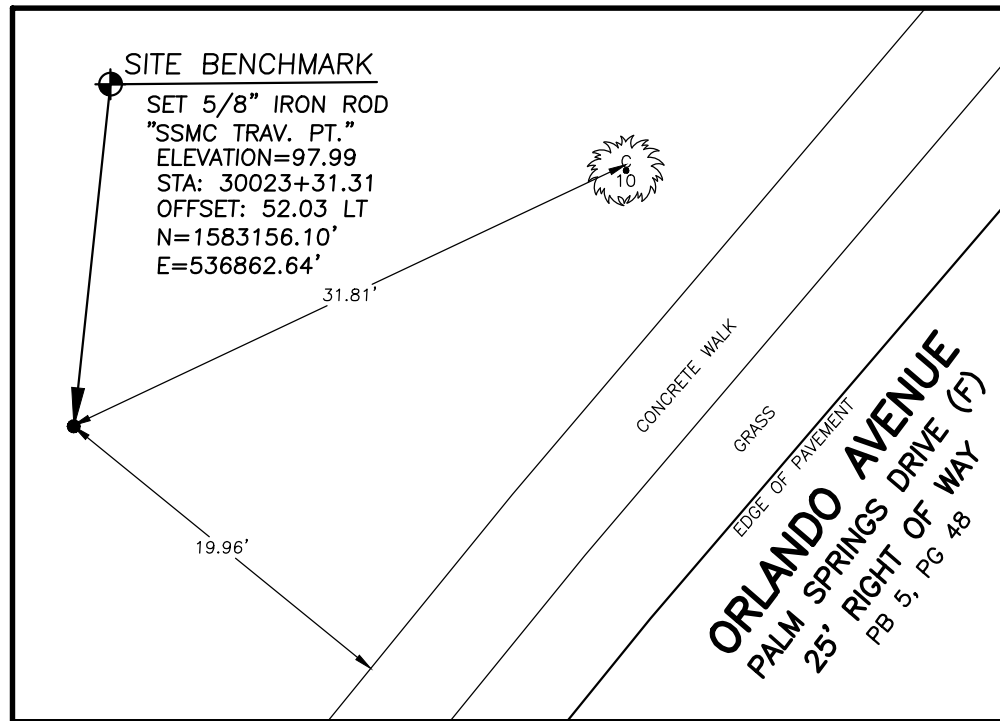 SITE BENCHMARK
SET 5/8" IRON ROD
"SSMC TRAV. PT."
ELEVATION=97.99
STA: 30023+31.31
OFFSET: 52.03 LT
N=1583156.10'
E=536862.64'
C
10
31.81'
19.96'
CONCRETE WALK
GRASS
EDGE OF PAVEMENT
ORLANDO AVENUE
PALM SPRINGS DRIVE (F)
25' RIGHT OF WAY
PB 5, PG 48